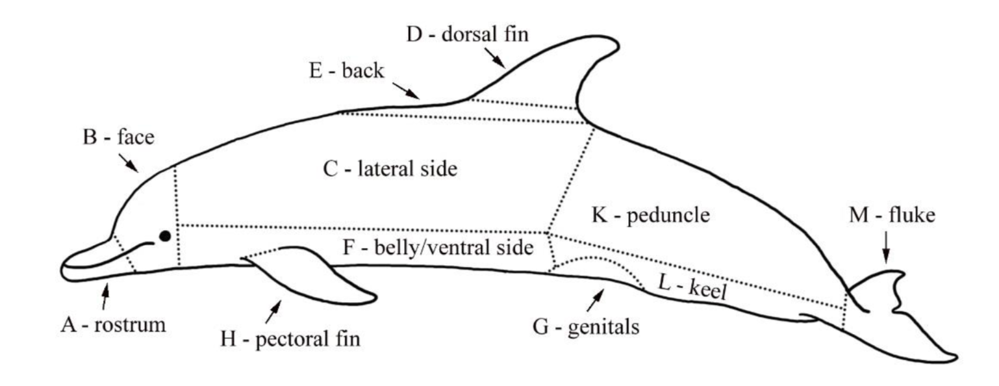 D - dorsal fin
E - back
B - face
C - lateral side
K - peduncle
M - fluke
F - belly/ventral side
L - keel
A - rostrum
G - genitals
H - pectoral fin